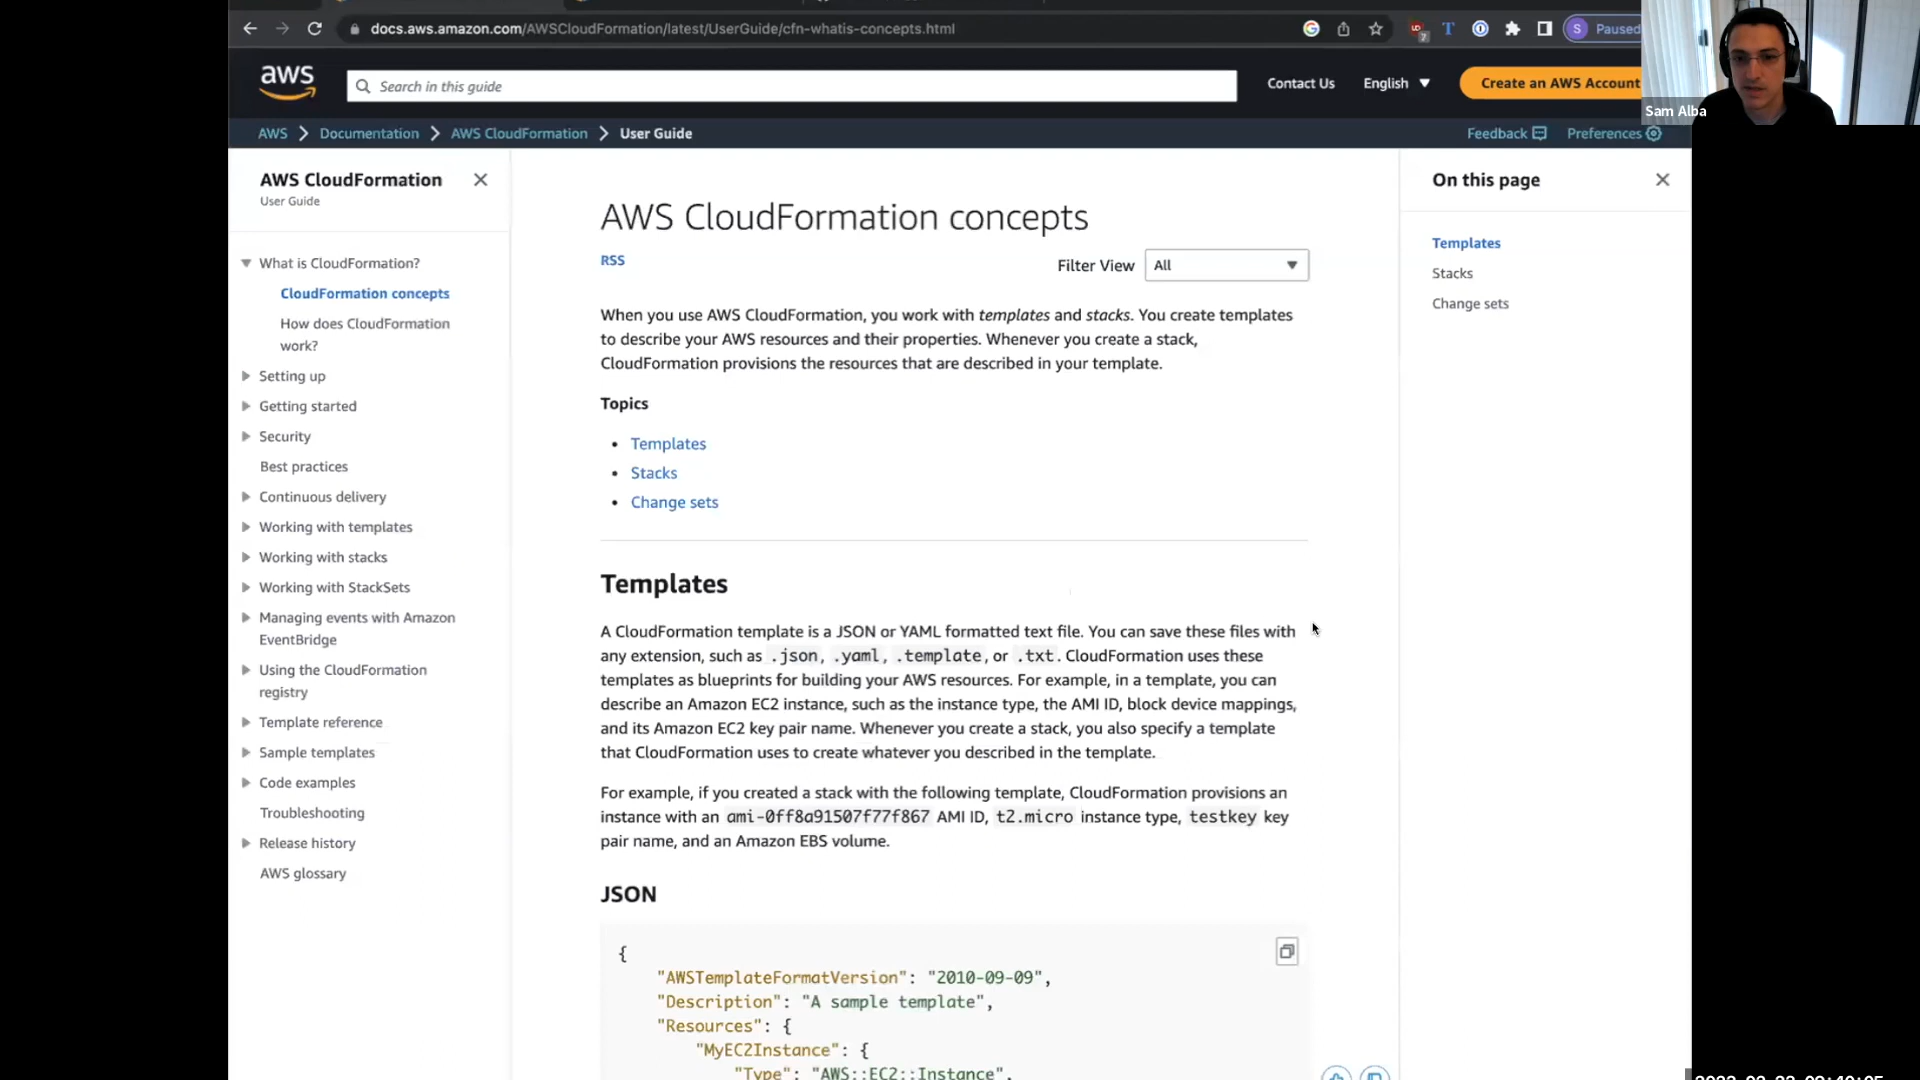 docs.aws.amazon.com/AWSCloudFormation/latest/UserGuide/cfn-whatis-concepts.html
7
T
S Paused
aws
Search in this guide
Contact Us
English
Create an AWS Account
Sam Alba
AWS
Documentation
AWS CloudFormation
User Guide
Feedback
Preferences
AWS CloudFormation
User Guide
What is CloudFormation?
CloudFormation concepts
How does CloudFormation
work?
Setting up
Getting started
Security
Best practices
Continuous delivery
Working with templates
Working with stacks
Working with StackSets
Managing events with Amazon
EventBridge
Using the CloudFormation
registry
Template reference
Sample templates
Code examples
Troubleshooting
Release history
AWS glossary
AWS CloudFormation concepts
RSS
Filter View
All
When you use AWS CloudFormation, you work with templates and stacks. You create templates
to describe your AWS resources and their properties. Whenever you create a stack,
CloudFormation provisions the resources that are described in your template.
Topics
• Templates
• Stacks
• Change sets
Templates
A CloudFormation template is a JSON or YAML formatted text file. You can save these files with
any extension, such as .json, .yaml, .template, or .txt. CloudFormation uses these
templates as blueprints for building your AWS resources. For example, in a template, you can
describe an Amazon EC2 instance, such as the instance type, the AMI ID, block device mappings,
and its Amazon EC2 key pair name. Whenever you create a stack, you also specify a template
that CloudFormation uses to create whatever you described in the template.
For example, if you created a stack with the following template, CloudFormation provisions an
instance with an ami-0ff8a91507f77f867 AMI ID, t2.micro instance type, testkey key
pair name, and an Amazon EBS volume.
JSON
{
"AWSTemplateFormatVersion": "2010-09-09",
"Description": "A sample template",
"Resources": {
"MyEC2Instance": {
"Type": "AWS::EC2::Instance",
On this page
Templates
Stacks
Change sets